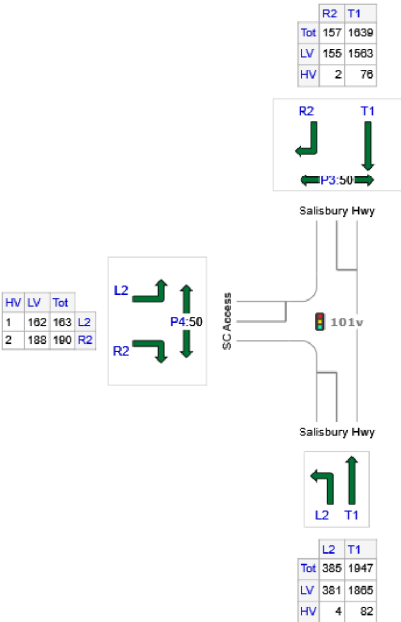 R2 T1
Tot 157 1639
LV 155 1563
HV 2 76
R2 T1
P3:50
Salisbury Hwy
HV LV Tot
1 162 163 L2
2 188 190 R2
L2
P4:50
R2
SC Access
101v
Salisbury Hwy
L2 T1
L2 T1
Tot 385 1947
LV 381 1865
HV 4 82